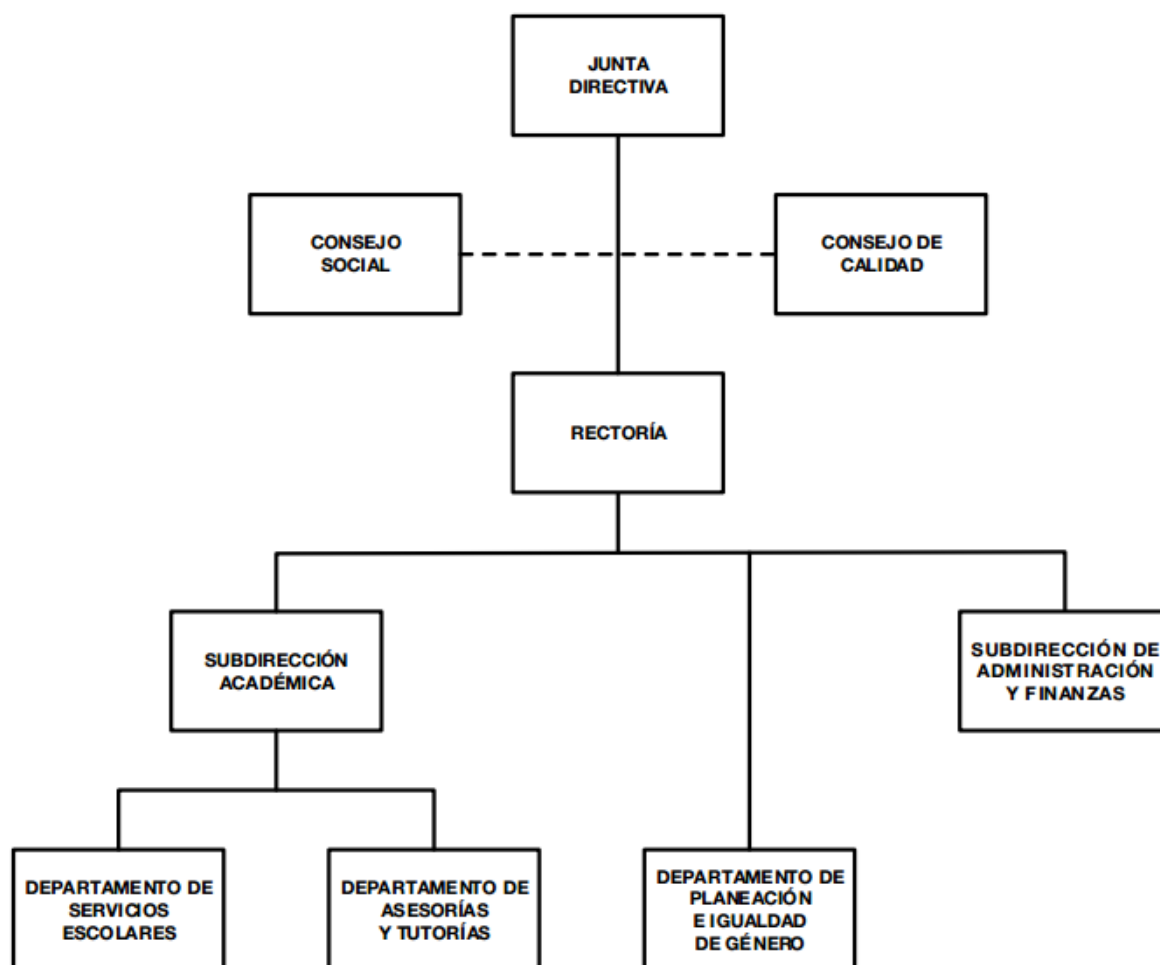 JUNTA
DIRECTIVA
CONSEJO
SOCIAL
CONSEJO DE
CALIDAD
RECTORÍA
SUBDIRECCIÓN
ACADÉMICA
SUBDIRECCIÓN DE
ADMINISTRACIÓN
Y FINANZAS
DEPARTAMENTO DE
SERVICIOS
ESCOLARES
DEPARTAMENTO DE
ASESORÍAS
Y TUTORÍAS
DEPARTAMENTO DE
PLANEACIÓN
E IGUALDAD
DE GÉNERO